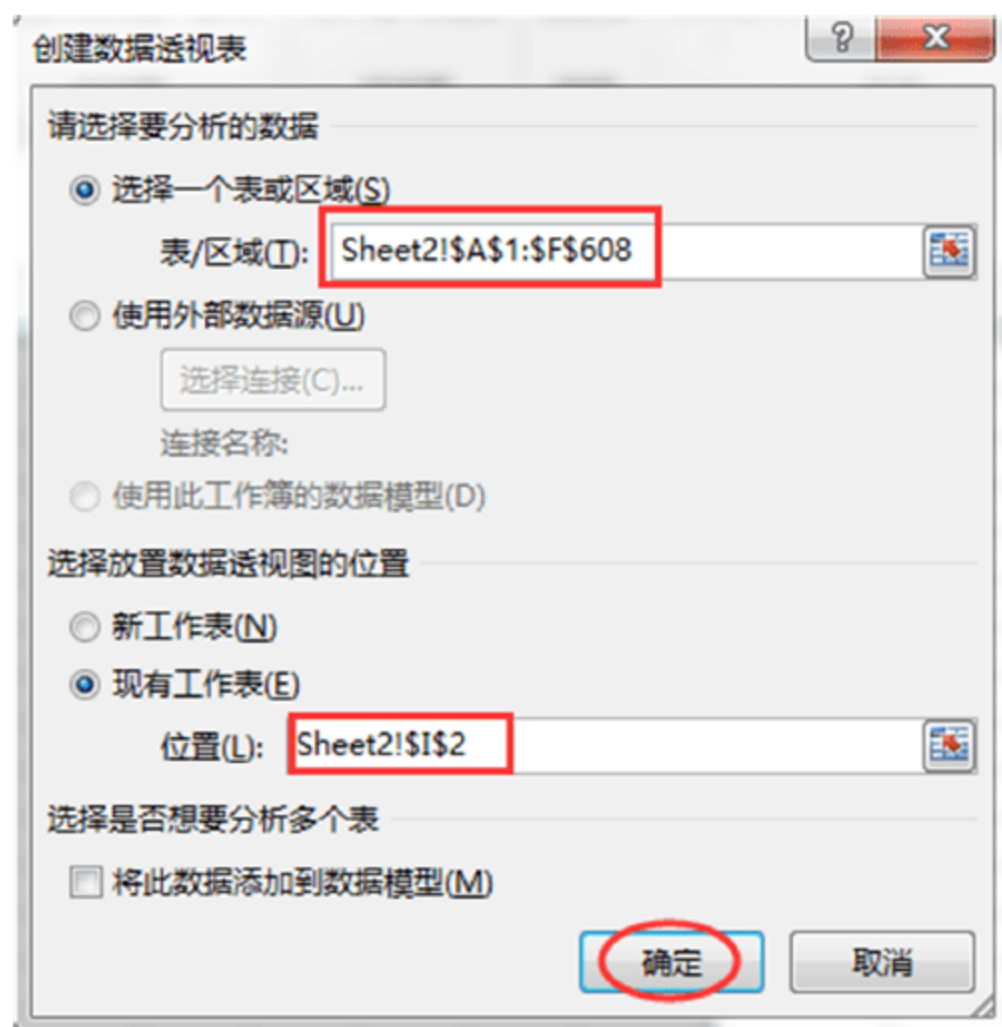 创建数据透视表
请选择要分析的数据
选择一个表或区域(S)
表/区域(T): Sheet2!$A$1:$F$608
使用外部数据源(U)
选择连接(C)...
连接名称:
使用此工作簿的数据模型(D)
选择放置数据透视图的位置
新工作表(N)
现有工作表(E)
位置(L): Sheet2!$I$2
选择是否想要分析多个表
将此数据添加到数据模型(M)
确定 取消